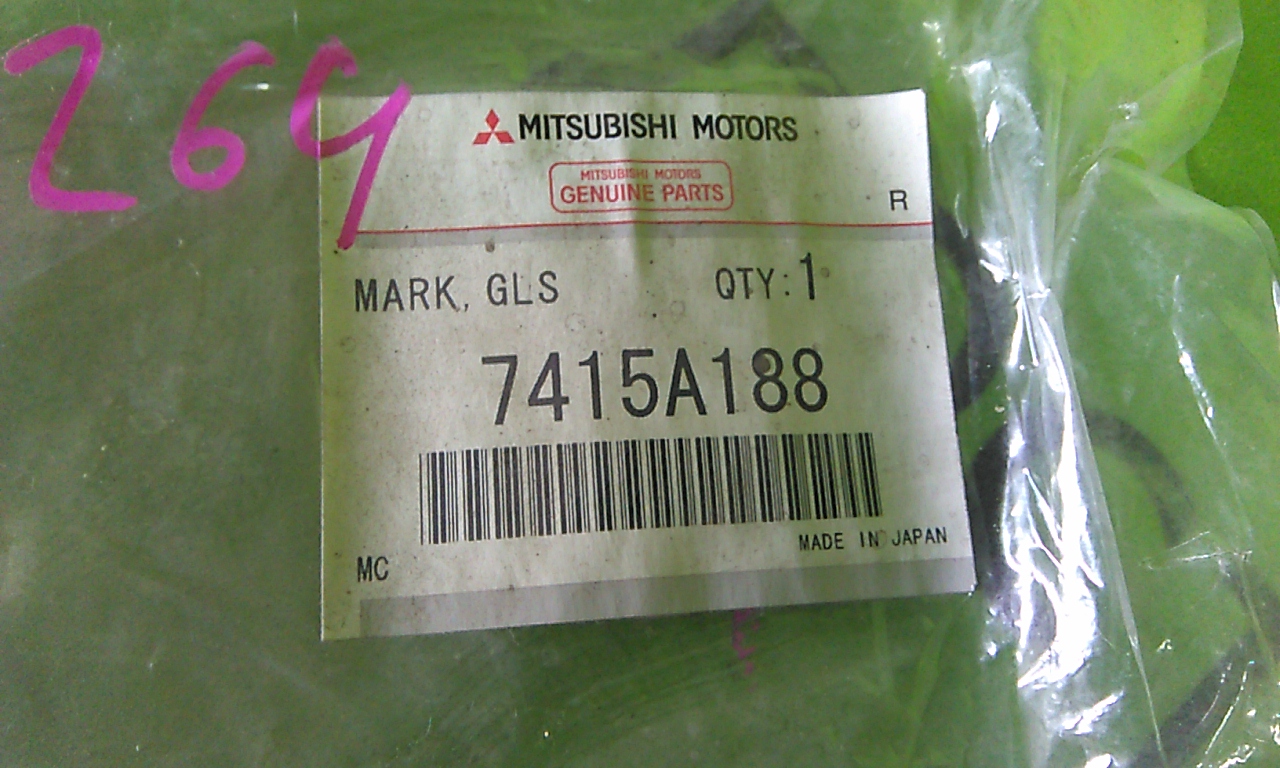 269
MITSUBISHI MOTORS
MITSUBISHI MOTORS
GENUINE PARTS
R
MARK, GLS QTY: 1
7415A188
MADE IN JAPAN
MC